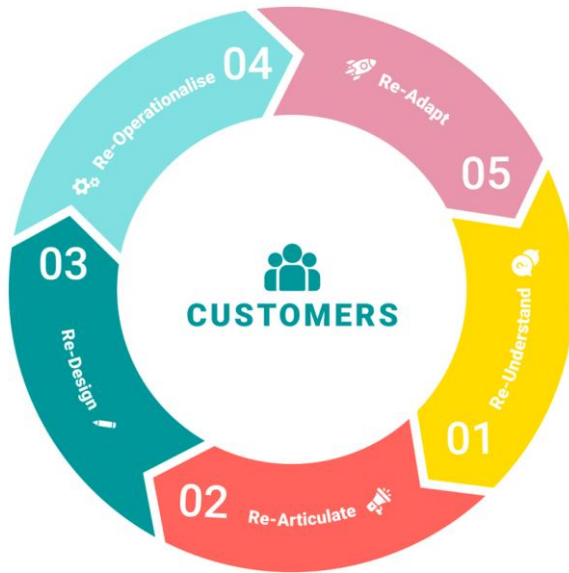 CUSTOMERS
01
Re-Understand
02
Re-Articulate
03
Re-Design
04
Re-Operationalise
05
Re-Adapt